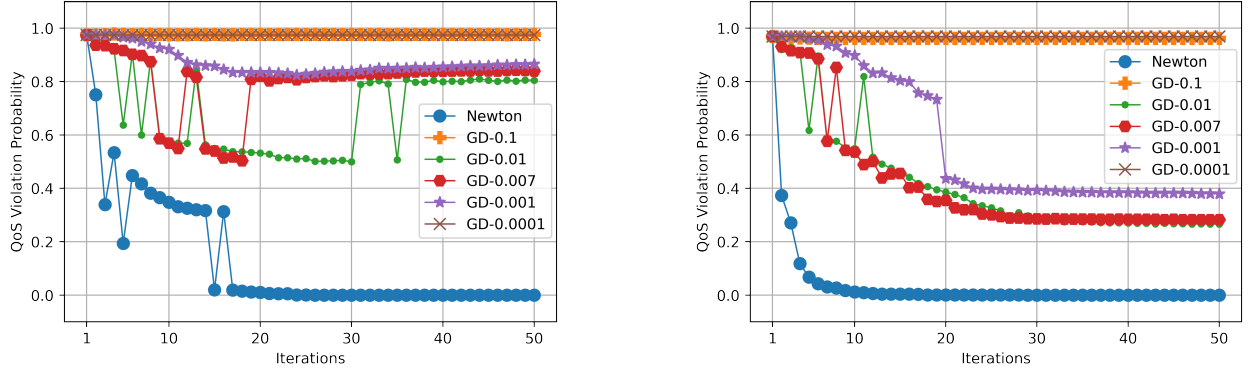 QoS Violation Probability
1.0
0.8
0.6
0.4
0.2
0.0
1 10 20 30 40 50
Iterations
Newton
GD-0.1
GD-0.01
GD-0.007
GD-0.001
GD-0.0001
QoS Violation Probability
1.0
0.8
0.6
0.4
0.2
0.0
1 10 20 30 40 50
Iterations
Newton
GD-0.1
GD-0.01
GD-0.007
GD-0.001
GD-0.0001